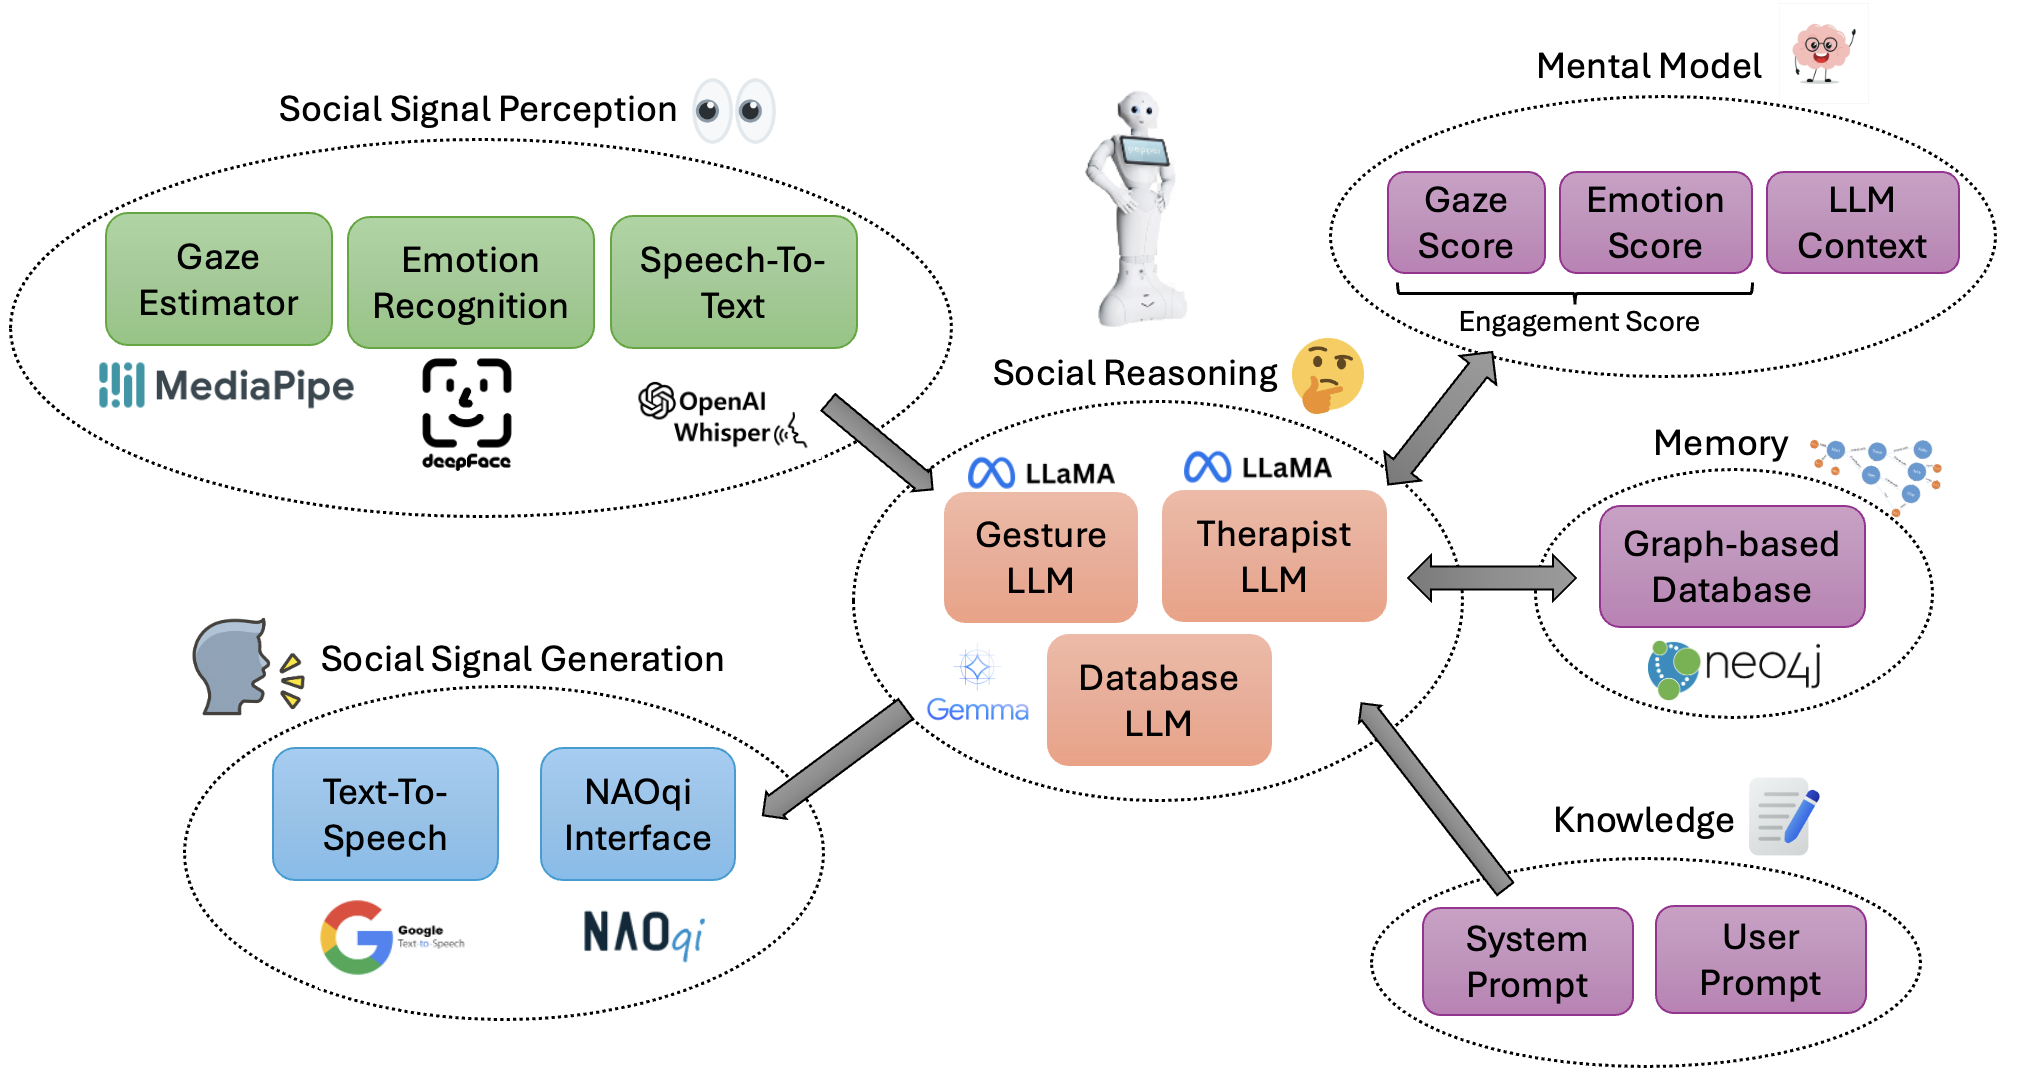 Social Signal Perception
Gaze
Estimator
Emotion
Recognition
Speech-To-
Text
MediaPipe
deepFace
OpenAI
Whisper
pepper
Mental Model
Gaze
Score
Emotion
Score
LLM
Context
Engagement Score
Social Reasoning
LLaMA
LLaMA
Gesture
LLM
Therapist
LLM
Gemma
Database
LLM
Memory
Graph-based
Database
neo4j
Social Signal Generation
Text-To-
Speech
NAOqi
Interface
Google
Text-to-Speech
NAOqi
Knowledge
System
Prompt
User
Prompt